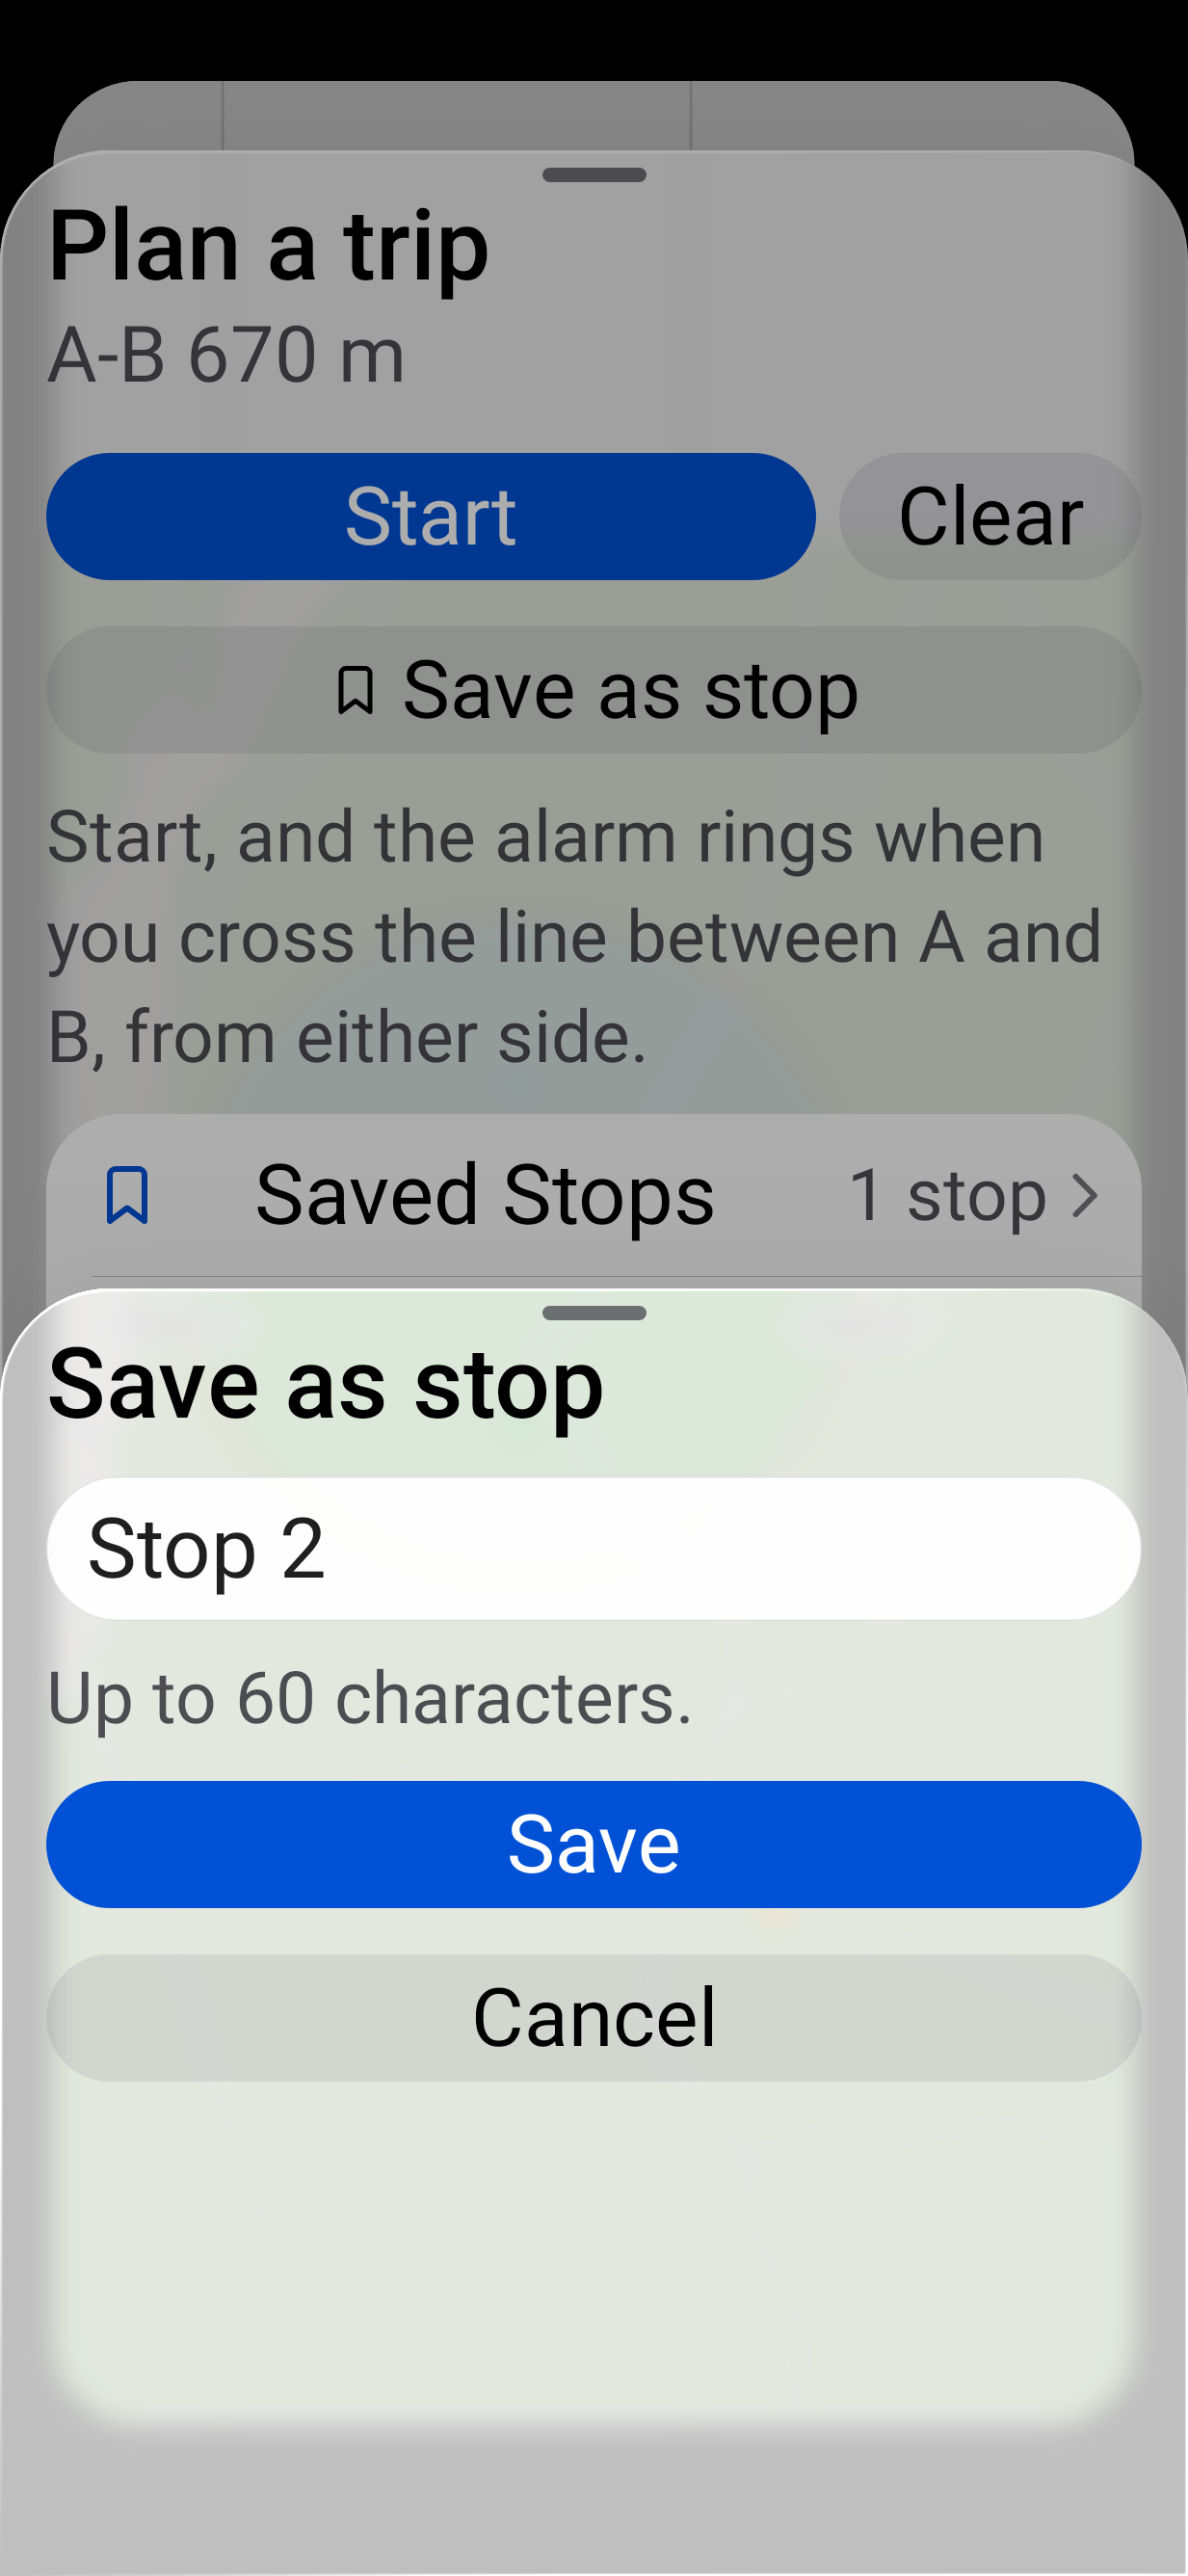 Plan a trip
A-B 670 m
Start
Clear
Save as stop
Start, and the alarm rings when
you cross the line between A and
B, from either side.
Saved Stops
1 stop
Save as stop
Stop 2
Up to 60 characters.
Save
Cancel